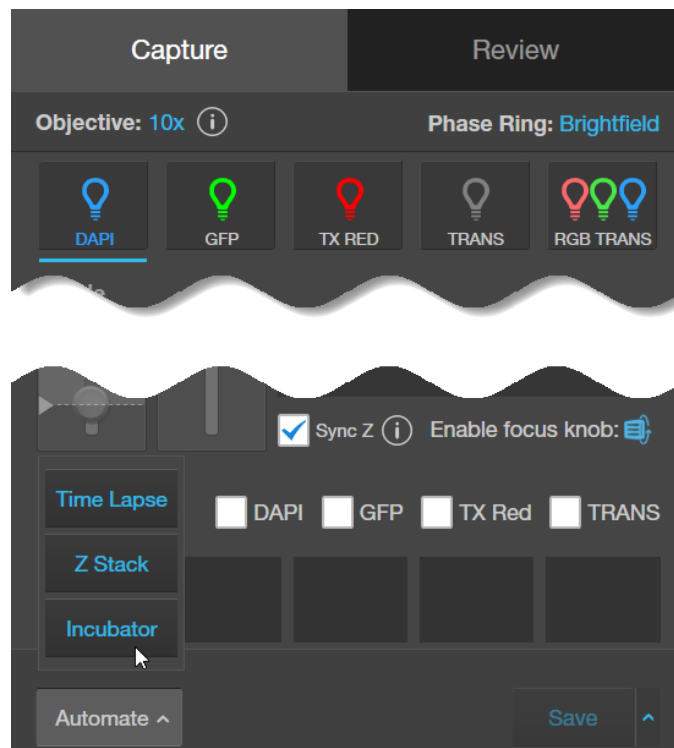 Capture Review
Objective: 10x Phase Ring: Brightfield
DAPI GFP TX RED TRANS RGB TRANS
Sync Z Enable focus knob:
Time Lapse
DAPI GFP TX Red TRANS
Z Stack
Incubator
Automate Save